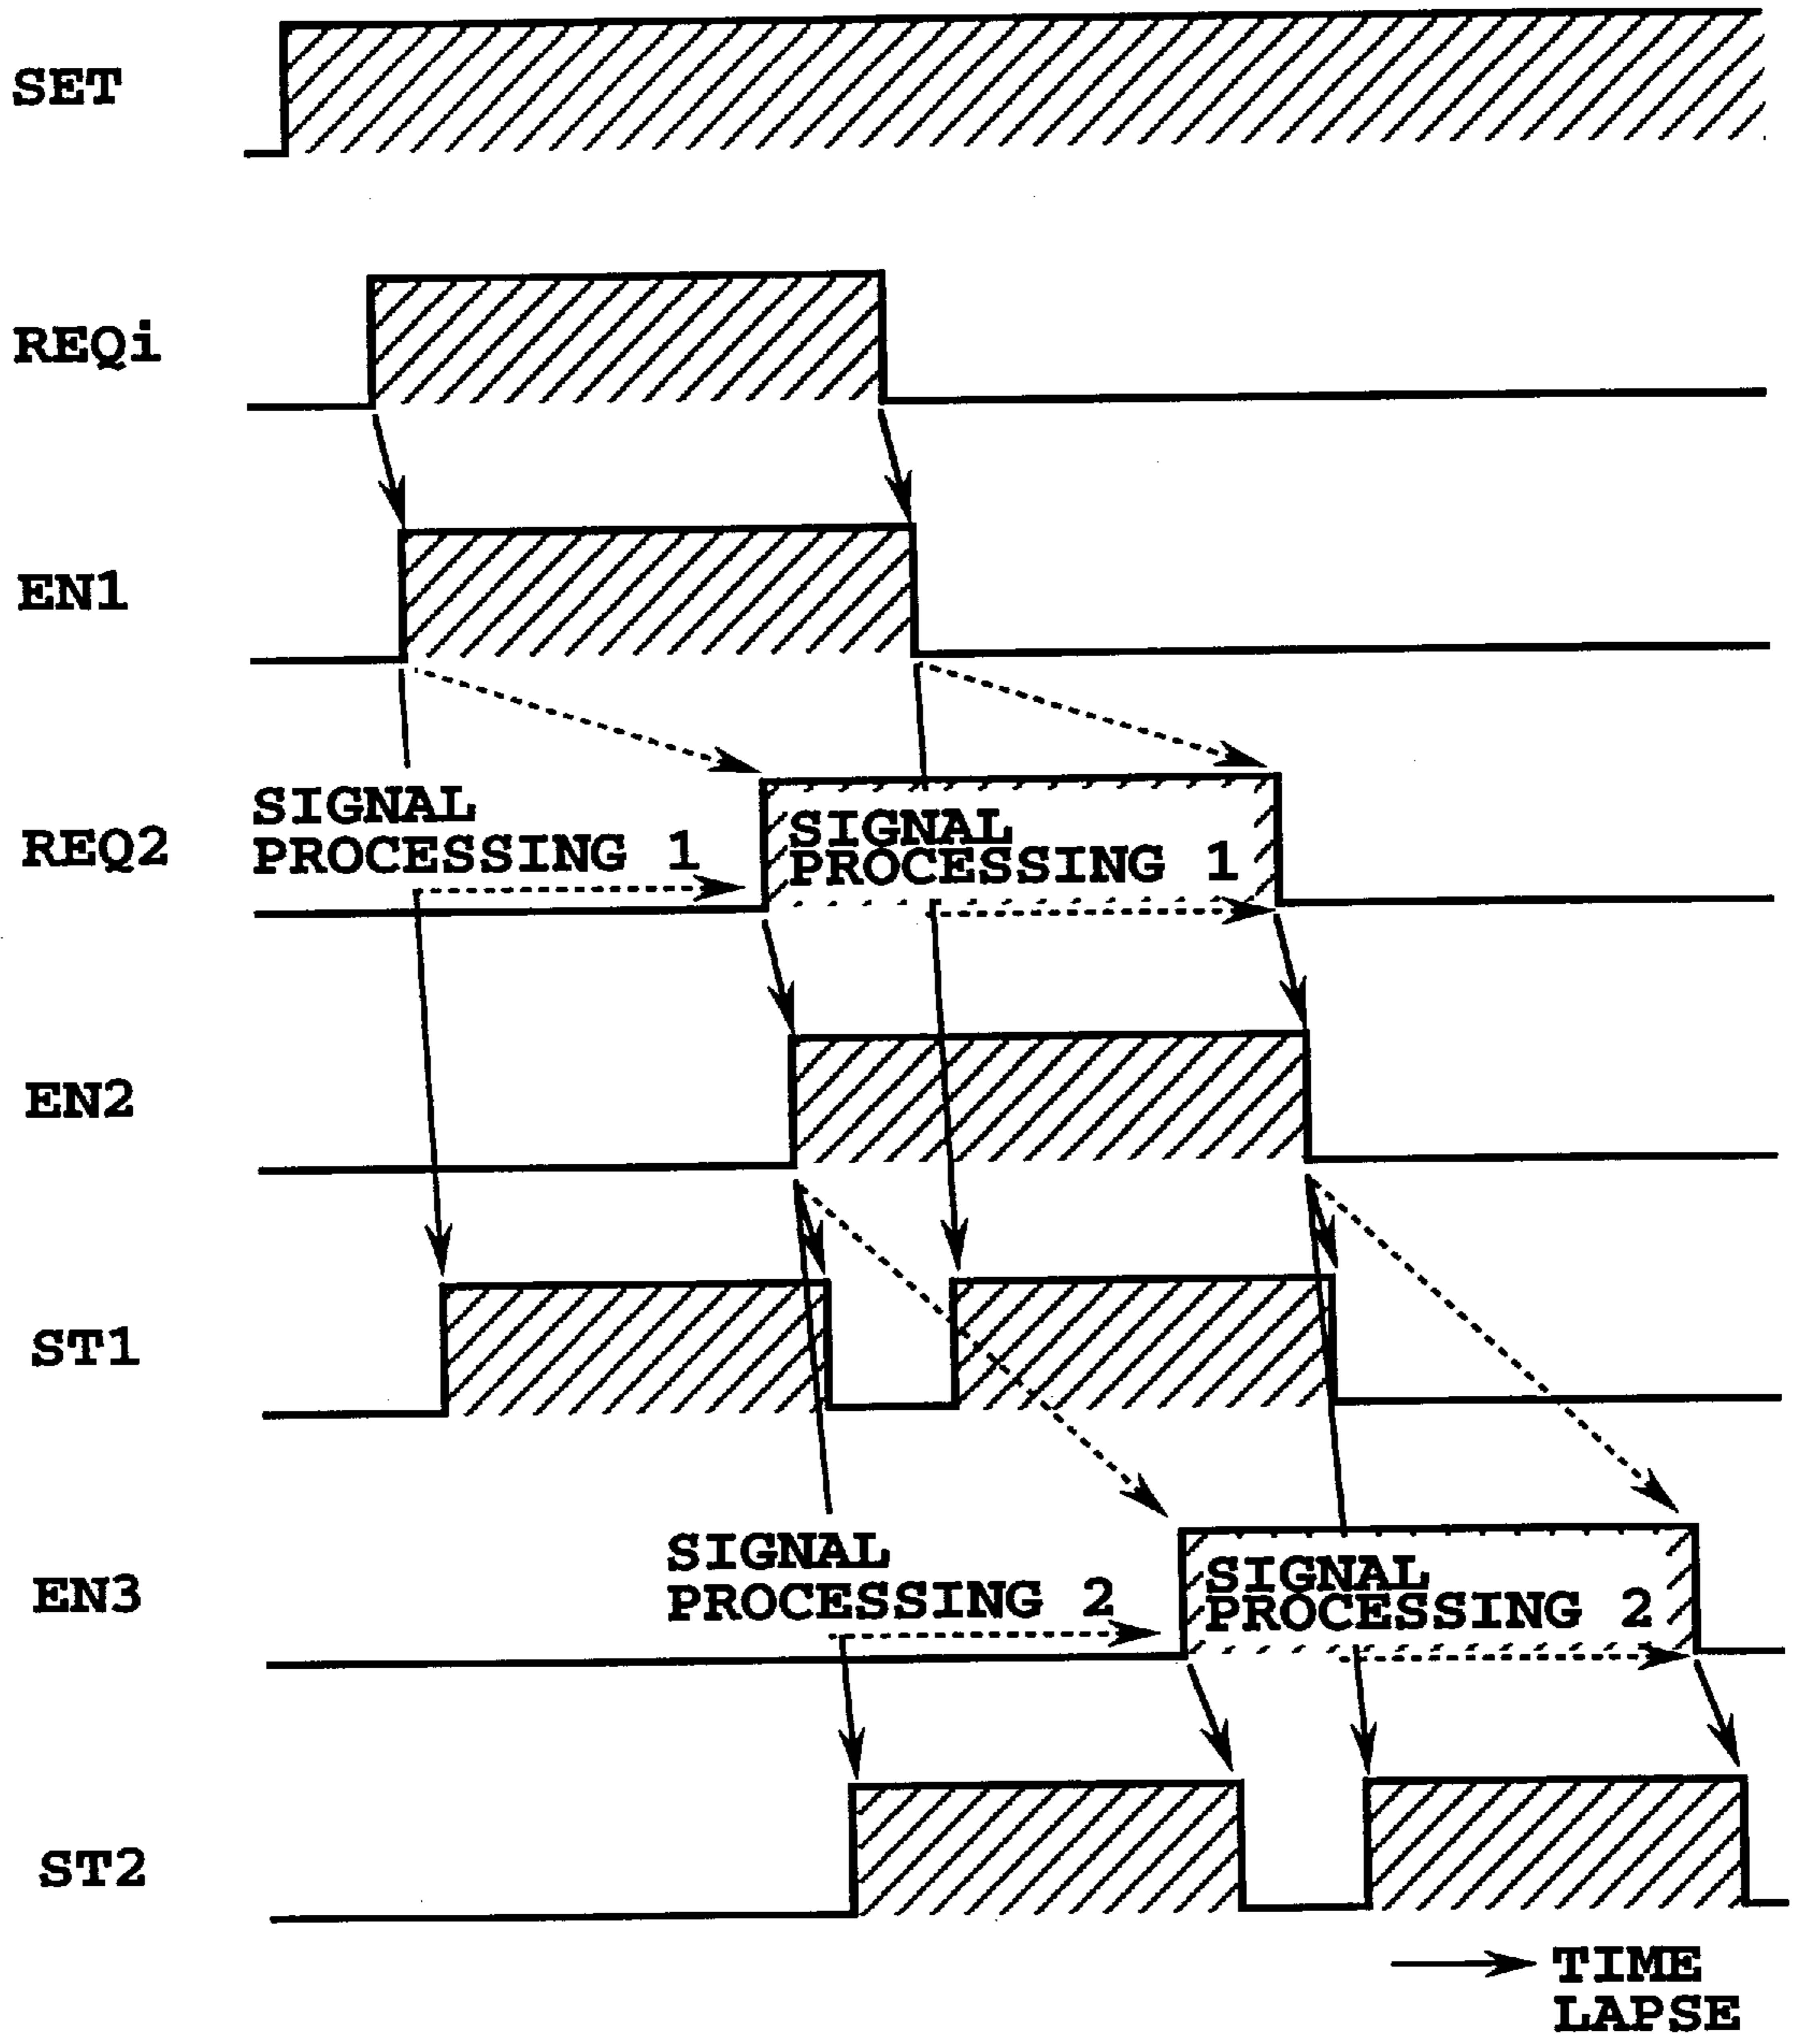 SET
REQi
EN1
SIGNAL
PROCESSING 1
SIGNAL
PROCESSING 1
REQ2
EN2
ST1
SIGNAL
PROCESSING 2
SIGNAL
PROCESSING 2
EN3
ST2
TIME
LAPSE